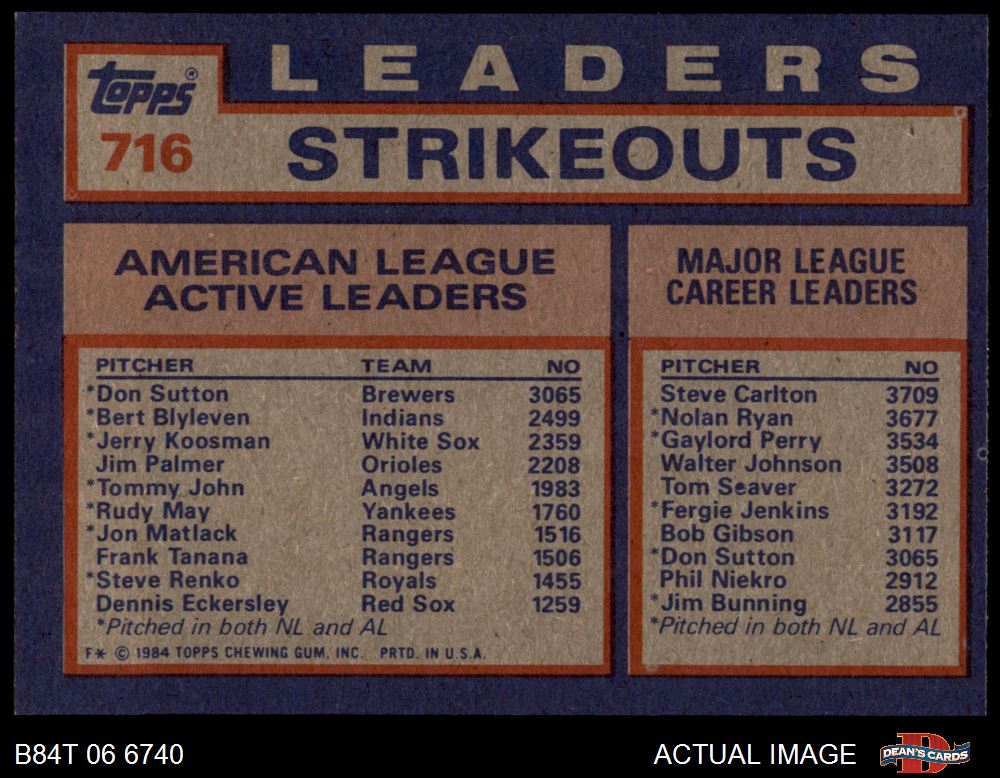 topps
716
LEADERS
STRIKEOUTS
AMERICAN LEAGUE
ACTIVE LEADERS
PITCHER TEAM NO
*Don Sutton Brewers 3065
*Bert Blyleven Indians 2499
*Jerry Koosman White Sox 2359
Jim Palmer Orioles 2208
*Tommy John Angels 1983
*Rudy May Yankees 1760
*Jon Matlack Rangers 1516
Frank Tanana Rangers 1506
*Steve Renko Royals 1455
Dennis Eckersley Red Sox 1259
*Pitched in both NL and AL
F* © 1984 TOPPS CHEWING GUM, INC. PRTD. IN U.S.A.
MAJOR LEAGUE
CAREER LEADERS
PITCHER NO
Steve Carlton 3709
*Nolan Ryan 3677
*Gaylord Perry 3534
Walter Johnson 3508
Tom Seaver 3272
*Fergie Jenkins 3192
Bob Gibson 3117
*Don Sutton 3065
Phil Niekro 2912
*Jim Bunning 2855
*Pitched in both NL and AL
B84T 06 6740
ACTUAL IMAGE
D
DEAN'S CARDS